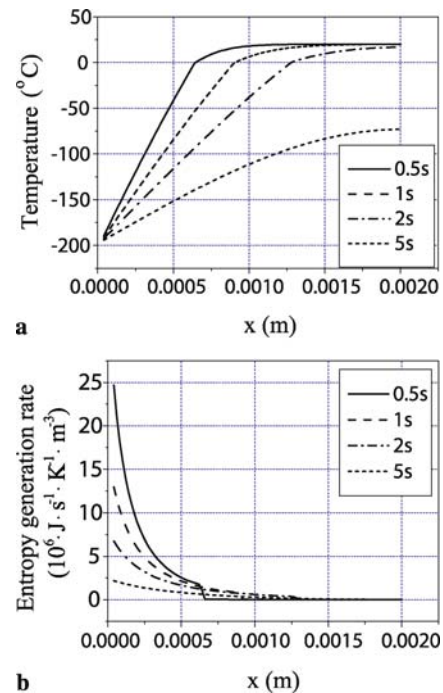 Temperature (°C)
50
0
-50
-100
-150
-200
0.5s
1s
2s
5s
0.0000 0.0005 0.0010 0.0015 0.0020
x (m)
a
Entropy generation rate
(10⁶·J·s⁻¹·K⁻¹·m⁻³)
25
20
15
10
5
0
0.5s
1s
2s
5s
0.0000 0.0005 0.0010 0.0015 0.0020
x (m)
b